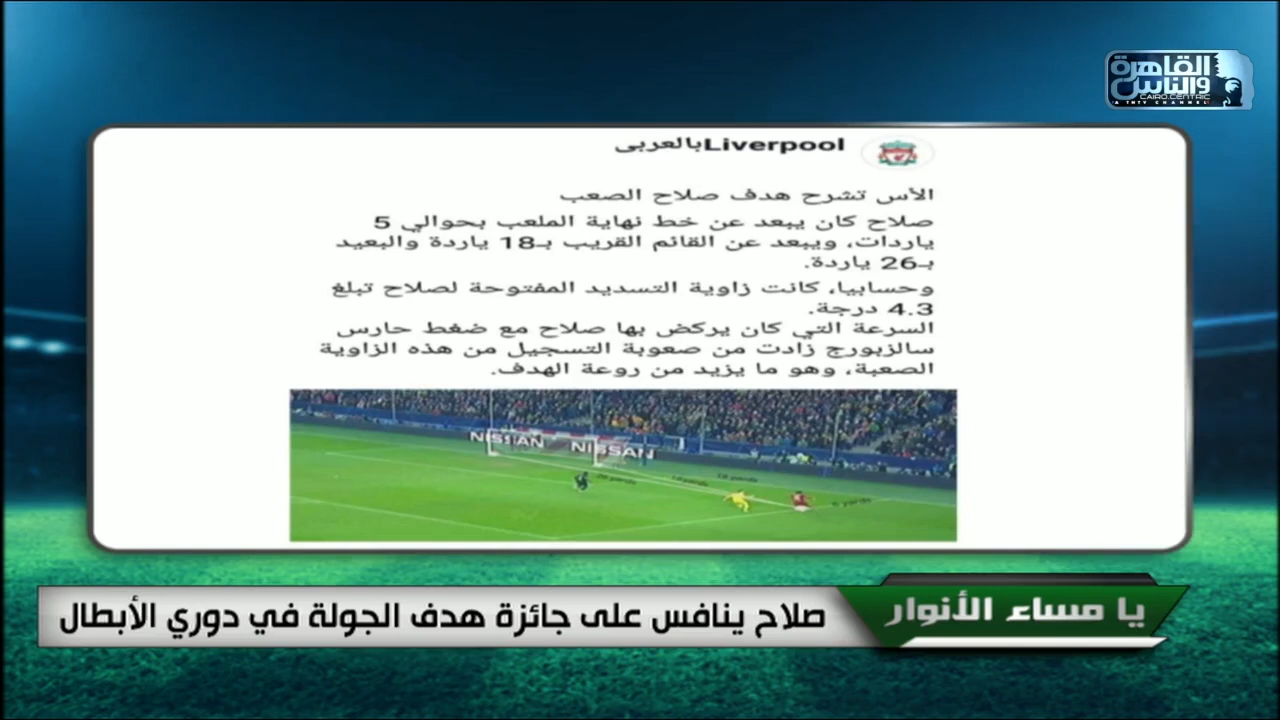 القاهرة
والناس
CAIRO.CENTRIC
A TNTV CHANNEL
Liverpoolبالعربى
الأس تشرح هدف صلاح الصعب
صلاح كان يبعد عن خط نهاية الملعب بحوالي 5
ياردات، ويبعد عن القائم القريب بـ18 ياردة والبعيد
بـ26 ياردة.
وحسابيا، كانت زاوية التسديد المفتوحة لصلاح تبلغ
4.3 درجة.
السرعة التي كان يركض بها صلاح مع ضغط حارس
سالزبورج زادت من صعوبة التسجيل من هذه الزاوية
الصعبة، وهو ما يزيد من روعة الهدف.
NISSAN NISSAN
يا مساء الأنوار
صلاح ينافس على جائزة هدف الجولة في دوري الأبطال